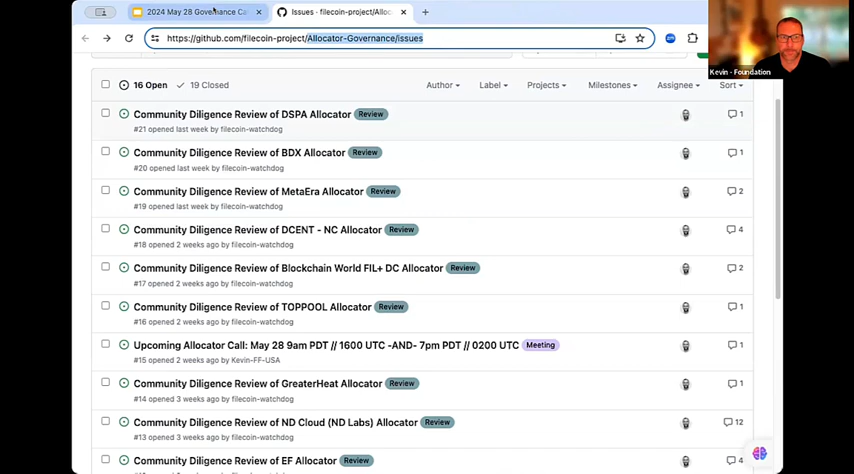 2024 May 28 Governance Ca
Issues · filecoin-project/Alloc
https://github.com/filecoin-project/Allocator-Governance/issues
16 Open 19 Closed Author Label Projects Milestones Assignee Sort
Community Diligence Review of DSPA Allocator Review 1
#21 opened last week by filecoin-watchdog
Community Diligence Review of BDX Allocator Review 1
#20 opened last week by filecoin-watchdog
Community Diligence Review of MetaEra Allocator Review 2
#19 opened last week by filecoin-watchdog
Community Diligence Review of DCENT - NC Allocator Review 4
#18 opened 2 weeks ago by filecoin-watchdog
Community Diligence Review of Blockchain World FIL+ DC Allocator Review 2
#17 opened 2 weeks ago by filecoin-watchdog
Community Diligence Review of TOPPOOL Allocator Review 1
#16 opened 2 weeks ago by filecoin-watchdog
Upcoming Allocator Call: May 28 9am PDT // 1600 UTC -AND- 7pm PDT // 0200 UTC Meeting 1
#15 opened 2 weeks ago by Kevin-FF-USA
Community Diligence Review of GreaterHeat Allocator Review 1
#14 opened 3 weeks ago by filecoin-watchdog
Community Diligence Review of ND Cloud (ND Labs) Allocator Review 12
#13 opened 3 weeks ago by filecoin-watchdog
Community Diligence Review of EF Allocator Review 4
Kevin - Foundation